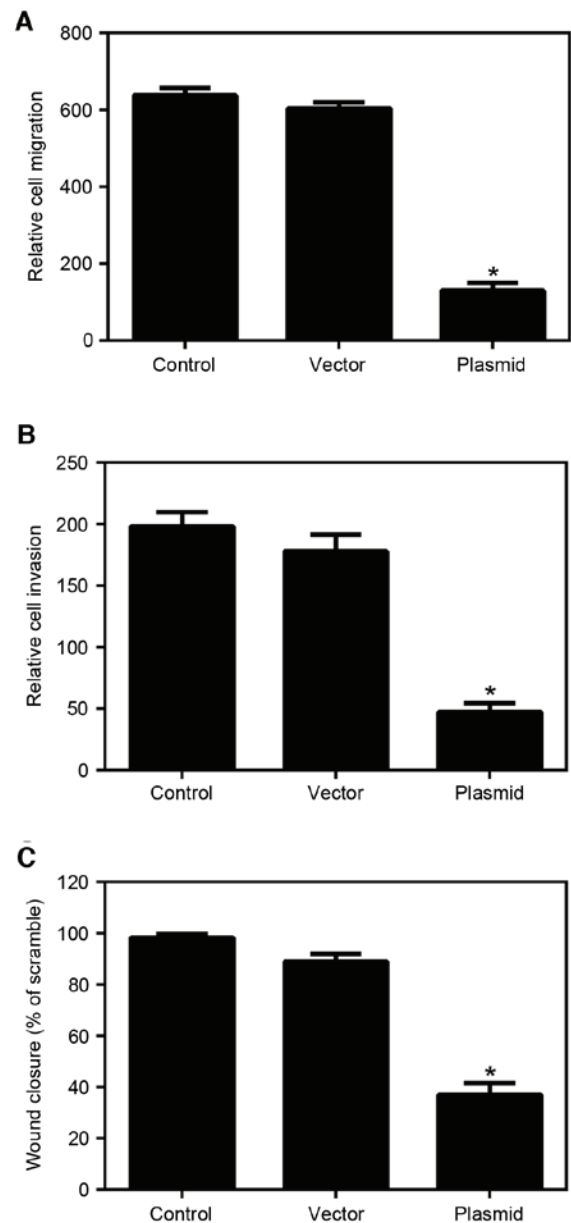 A
Relative cell migration
800
600
400
200
0
*
Control Vector Plasmid
B
Relative cell invasion
250
200
150
100
50
0
*
Control Vector Plasmid
C
Wound closure (% of scramble)
120
100
80
60
40
20
0
*
Control Vector Plasmid